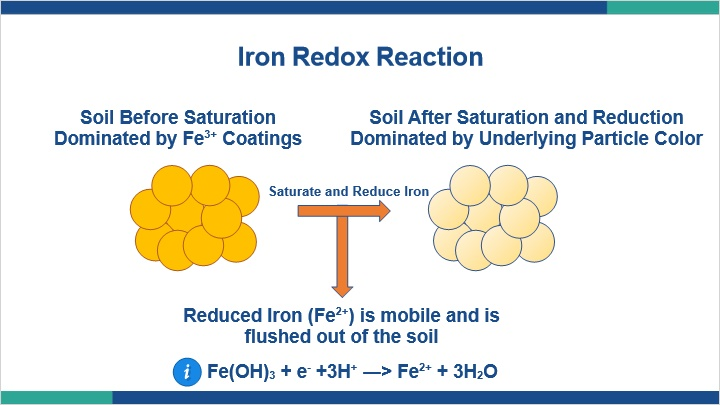 Iron Redox Reaction
Soil Before Saturation
Dominated by Fe³⁺ Coatings
Soil After Saturation and Reduction
Dominated by Underlying Particle Color
Saturate and Reduce Iron
Reduced Iron (Fe²⁺) is mobile and is
flushed out of the soil
i Fe(OH)₃ + e⁻ +3H⁺ —> Fe²⁺ + 3H₂O